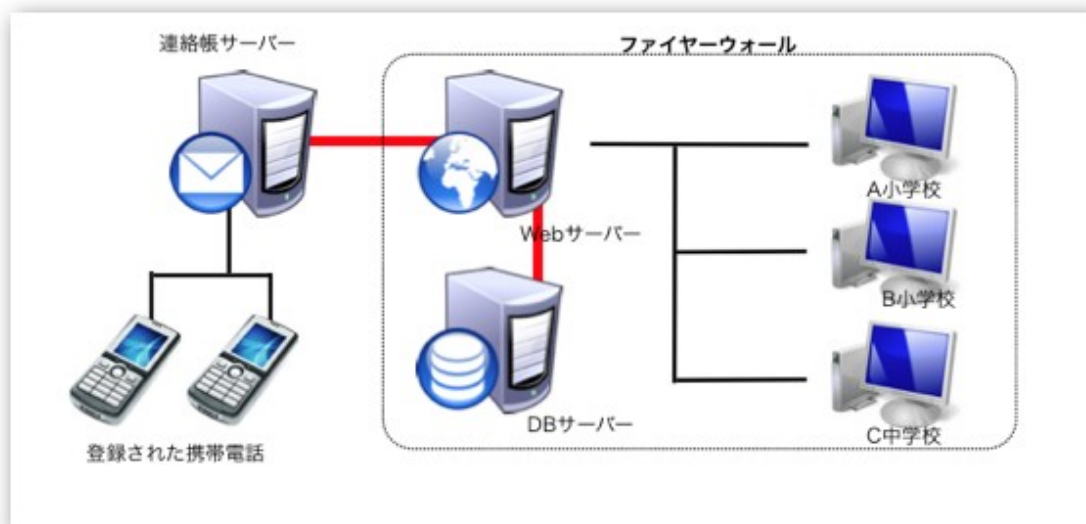 連絡帳サーバー
ファイヤーウォール
A小学校
Webサーバー
B小学校
DBサーバー
C中学校
登録された携帯電話